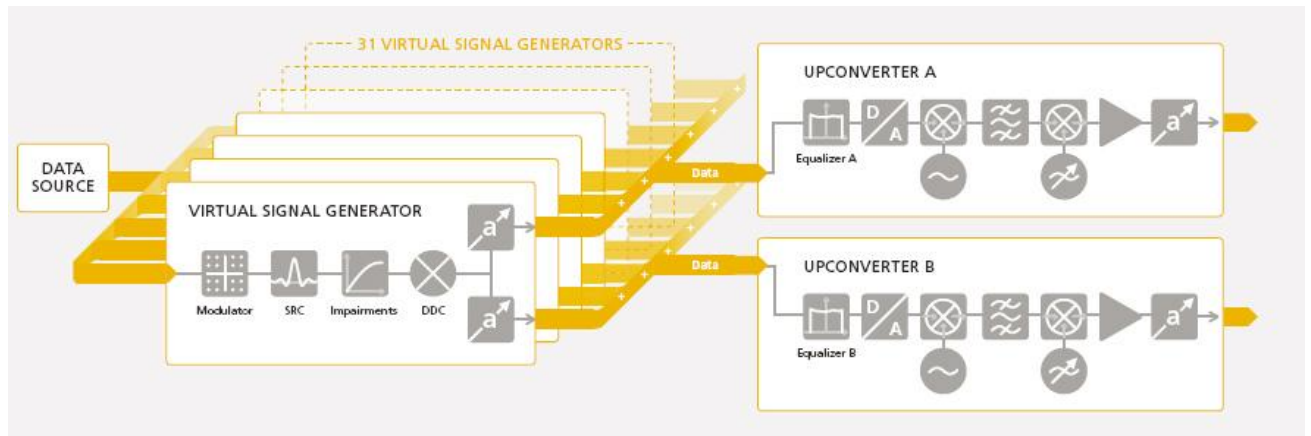 31 VIRTUAL SIGNAL GENERATORS
DATA
SOURCE
VIRTUAL SIGNAL GENERATOR
a
a
Modulator
SRC
Impairments
DDC
+
+
+
+
+
+
+
+
+
+
+
+
Data
Data
UPCONVERTER A
D
A
a
Equalizer A
UPCONVERTER B
D
A
a
Equalizer B